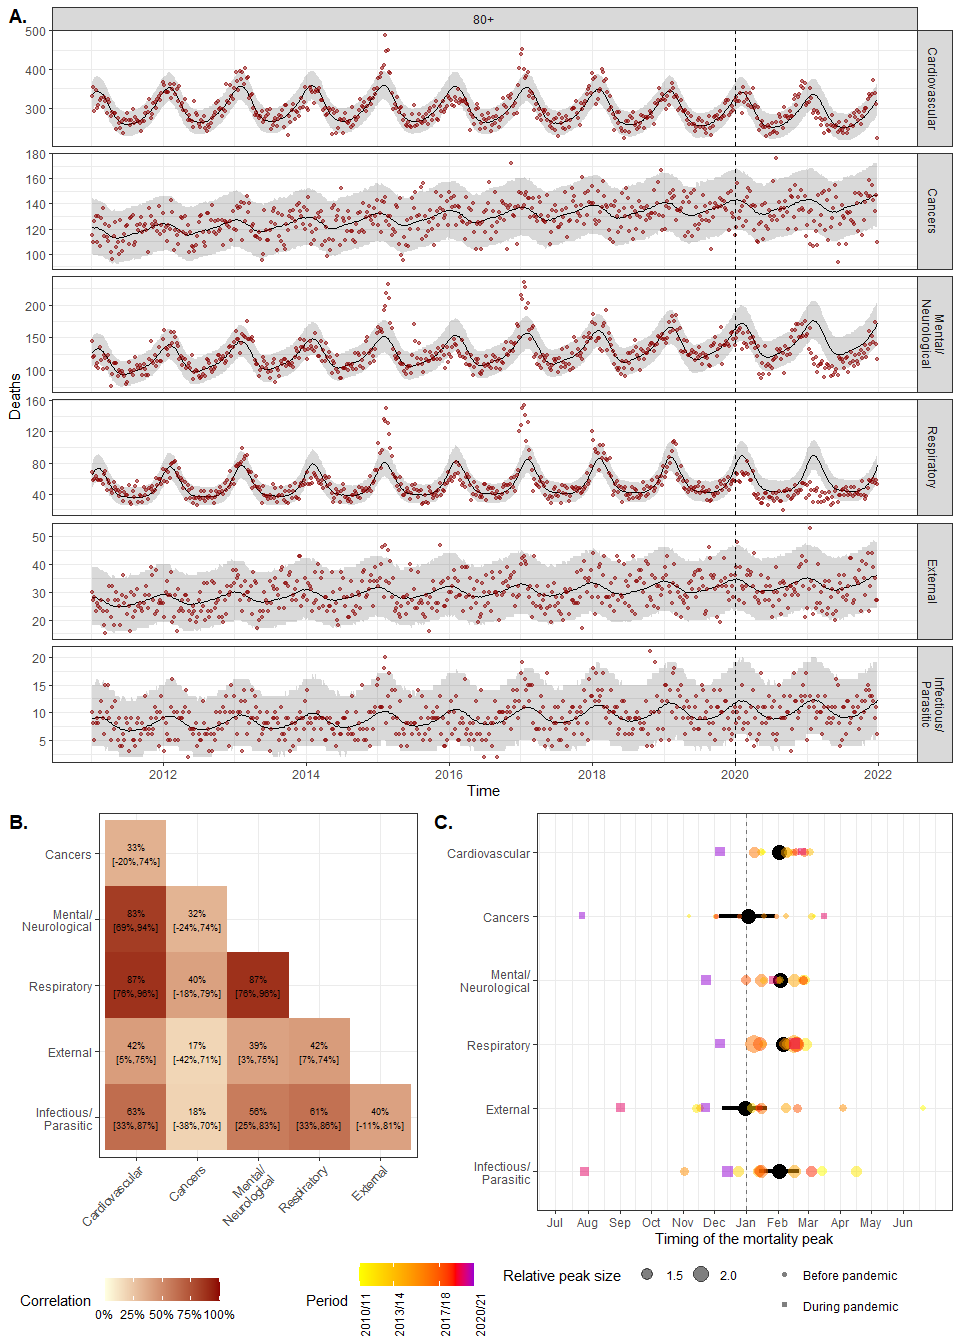 A.
80+
500
400
300
Cardiovascular
180
160
140
120
100
Cancers
200
150
100
Mental/
Neurological
160
120
80
40
Respiratory
50
40
30
20
External
20
15
10
5
Infectious/
Parasitic
Deaths
2012
2014
2016
2018
2020
2022
Time
B.
Cancers
33%
[-20%,74%]
Mental/
Neurological
83%
[69%,94%]
32%
[-24%,74%]
Respiratory
87%
[76%,96%]
40%
[-18%,79%]
87%
[76%,96%]
External
42%
[5%,75%]
17%
[-42%,71%]
39%
[3%,75%]
42%
[7%,74%]
Infectious/
Parasitic
63%
[33%,87%]
18%
[-38%,70%]
56%
[25%,83%]
61%
[33%,86%]
40%
[-11%,81%]
Cardiovascular
Cancers
Mental/
Neurological
Respiratory
External
C.
Cardiovascular
Cancers
Mental/
Neurological
Respiratory
External
Infectious/
Parasitic
Jul
Aug
Sep
Oct
Nov
Dec
Jan
Feb
Mar
Apr
May
Jun
Timing of the mortality peak
Correlation
0%
25%
50%
75%
100%
Period
2010/11
2013/14
2017/18
2020/21
Relative peak size
1.5
2.0
Before pandemic
During pandemic